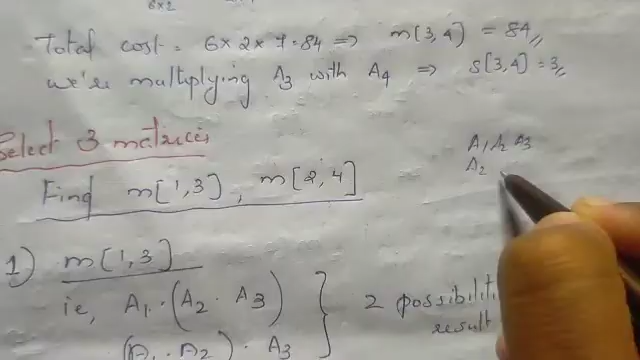 6x2
Total cost = 6 x 2 x 7 = 84 => m[3,4] = 84
we're multiplying A3 with A4 => s[3,4] = 3
Select 3 matrices
Find m[1,3], m[2,4]
A1 A2 A3
A2
1) m[1,3]
ie, A1 · (A2 · A3)
2 possibiliti
result
(A1 · A2) · A3